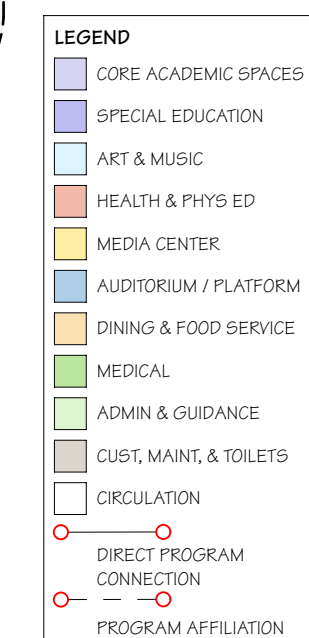 LEGEND
CORE ACADEMIC SPACES
SPECIAL EDUCATION
ART & MUSIC
HEALTH & PHYS ED
MEDIA CENTER
AUDITORIUM / PLATFORM
DINING & FOOD SERVICE
MEDICAL
ADMIN & GUIDANCE
CUST, MAINT, & TOILETS
CIRCULATION
DIRECT PROGRAM
CONNECTION
PROGRAM AFFILIATION